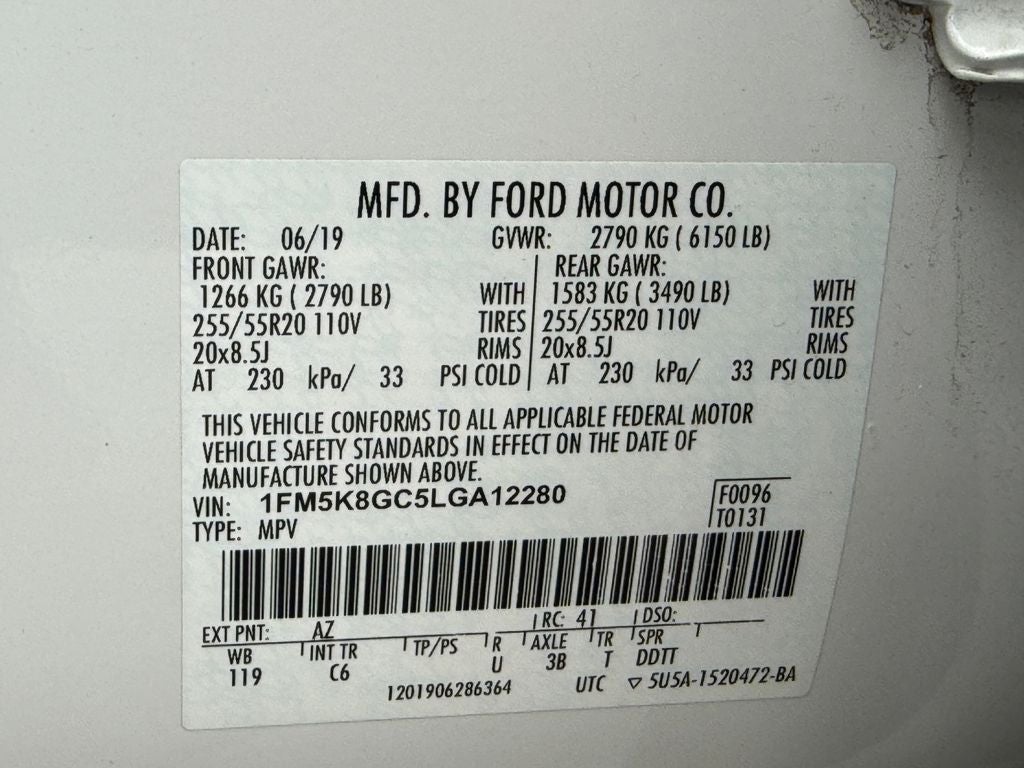 MFD. BY FORD MOTOR CO.
DATE: 06/19 GVWR: 2790 KG ( 6150 LB)
FRONT GAWR: REAR GAWR:
1266 KG ( 2790 LB) WITH 1583 KG ( 3490 LB) WITH
255/55R20 110V TIRES 255/55R20 110V TIRES
20x8.5J RIMS 20x8.5J RIMS
AT 230 kPa/ 33 PSI COLD AT 230 kPa/ 33 PSI COLD
THIS VEHICLE CONFORMS TO ALL APPLICABLE FEDERAL MOTOR
VEHICLE SAFETY STANDARDS IN EFFECT ON THE DATE OF
MANUFACTURE SHOWN ABOVE.
VIN: 1FM5K8GC5LGA12280 F0096
TYPE: MPV T0131
EXT PNT: AZ RC: 41 DSO:
WB INT TR TP/PS R AXLE TR SPR
119 C6 U 3B T DDTT
1201906286364 UTC ▽ 5U5A-1520472-BA